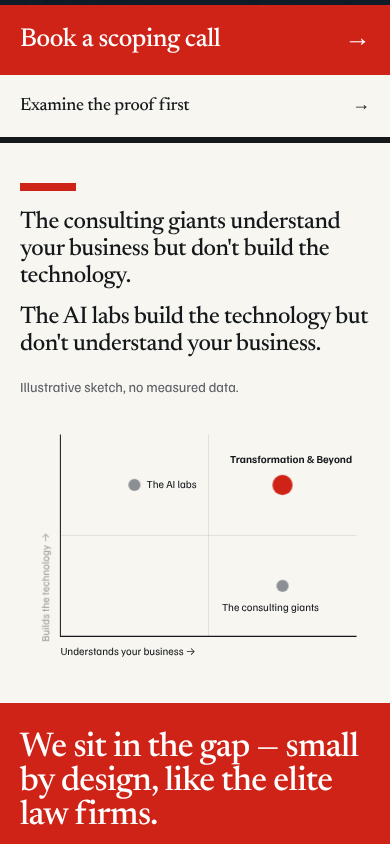 Book a scoping call →
Examine the proof first →
The consulting giants understand
your business but don't build the
technology.
The AI labs build the technology but
don't understand your business.
Illustrative sketch, no measured data.
Transformation & Beyond
The AI labs
The consulting giants
Builds the technology →
Understands your business →
We sit in the gap — small
by design, like the elite
law firms.